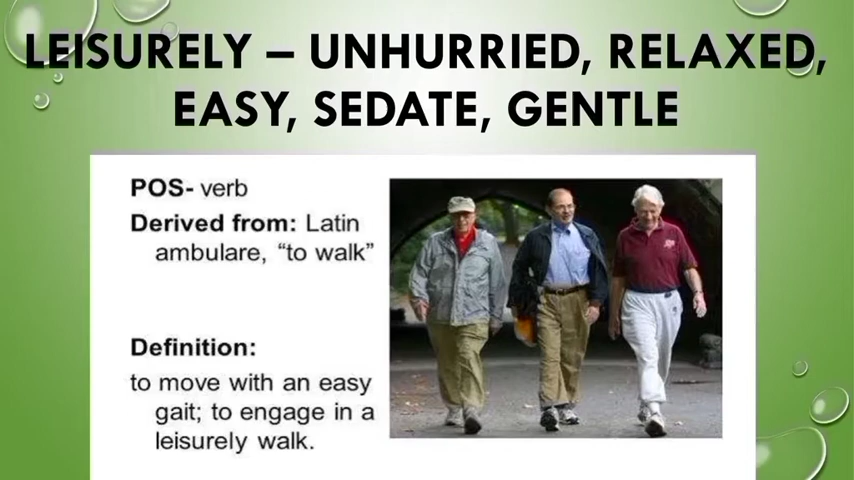 LEISURELY – UNHURRIED, RELAXED,
EASY, SEDATE, GENTLE
POS- verb
Derived from: Latin
ambulare, “to walk”
Definition:
to move with an easy
gait; to engage in a
leisurely walk.